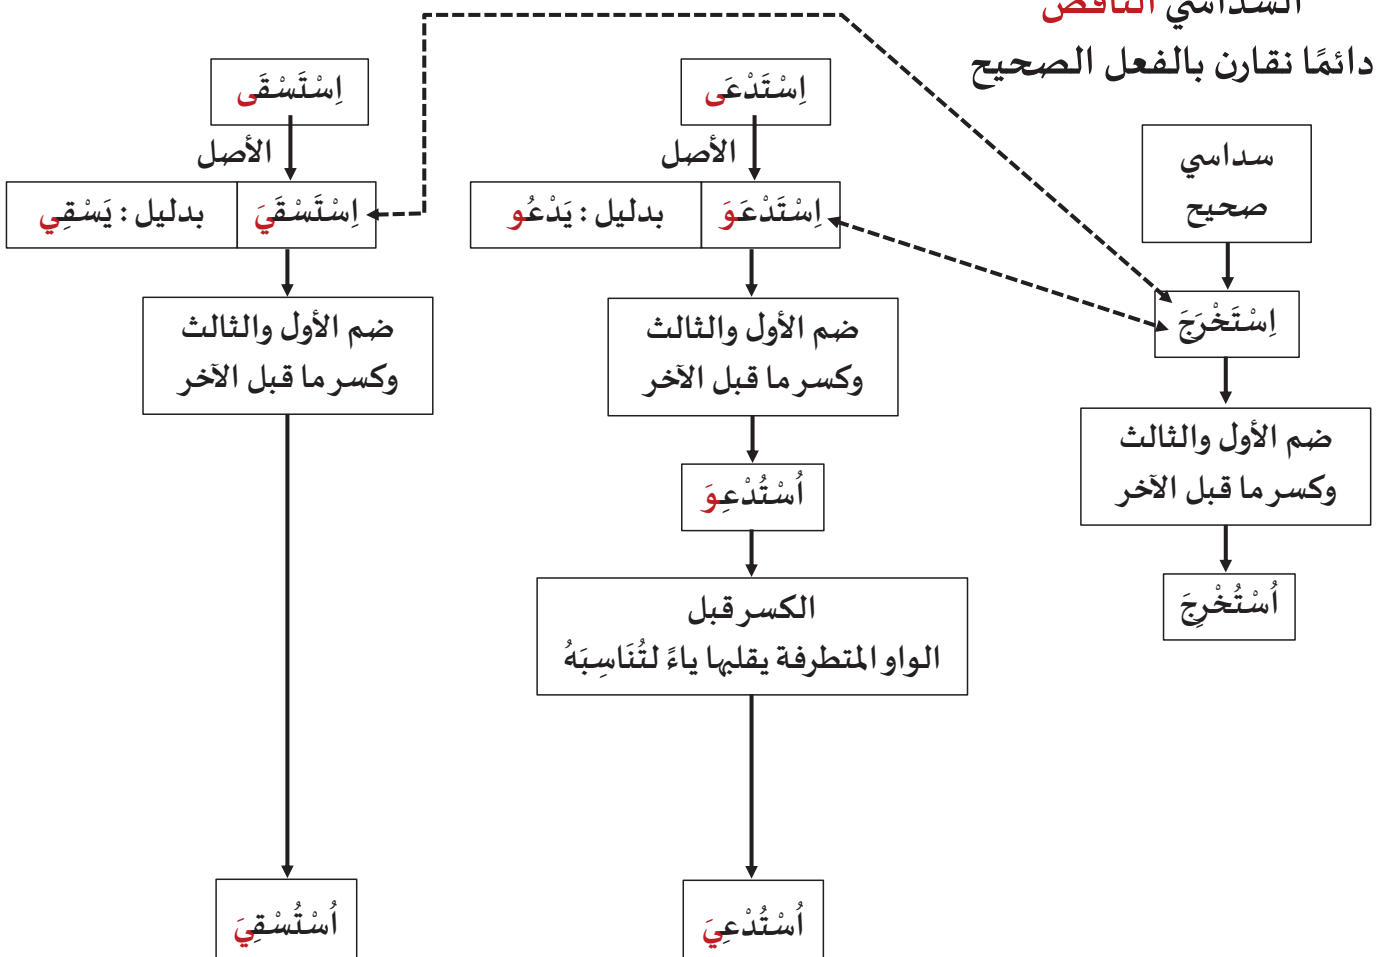 السداسي الناقص
دائمًا نقارن بالفعل الصحيح
سداسي
صحيح
اِسْتَخْرَجَ
ضم الأول والثالث
وكسر ما قبل الآخر
اُسْتُخْرِجَ
اِسْتَدْعَى
الأصل
اِسْتَدْعَوَ
بدليل : يَدْعُو
ضم الأول والثالث
وكسر ما قبل الآخر
اُسْتُدْعِوَ
الكسر قبل
الواو المتطرفة يقلبها ياءً لتُنَاسِبَهُ
اُسْتُدْعِيَ
اِسْتَسْقَى
الأصل
اِسْتَسْقَيَ
بدليل : يَسْقِي
ضم الأول والثالث
وكسر ما قبل الآخر
اُسْتُسْقِيَ